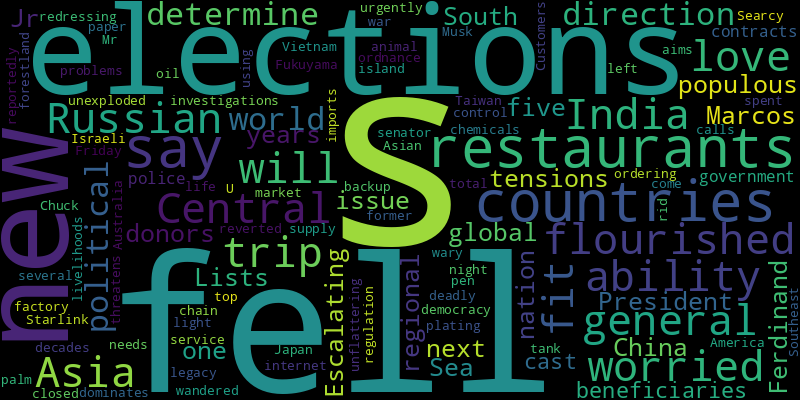 elections
S
fell
new
restaurants
countries
say
Russian
India
Asia
trip
will
Central
general
worried
ability
flourished
love
direction
determine
populous
Marcos
South
five
world
years
political
donors
global
tensions
issue
Lists
one
next
Sea
regional
nation
fit
cast
President
China
beneficiaries
Ferdinand
Escalating
Jr
redressing
paper
Mr
problems
reportedly
forestland
oil
using
urgently
war
Vietnam
Fukuyama
island
animal
ordnance
Musk
Customers
left
aims
contracts
Searcy
spent
calls
Taiwan
control
chemicals
imports
senator
Asian
unexploded
investigations
Israeli
Friday
police
life
u
market
backup
former
reverted
supply
total
ordering
come
rid
government
Chuck
livelihoods
threatens
Australia
several
factory
Starlink
decades
palm
closed
dominates
needs
chain
top
light
service
legacy
wandered
Japan
internet
unflattering
regulation
wary
night
pen
deadly
democracy
plating
tank
America
southeast